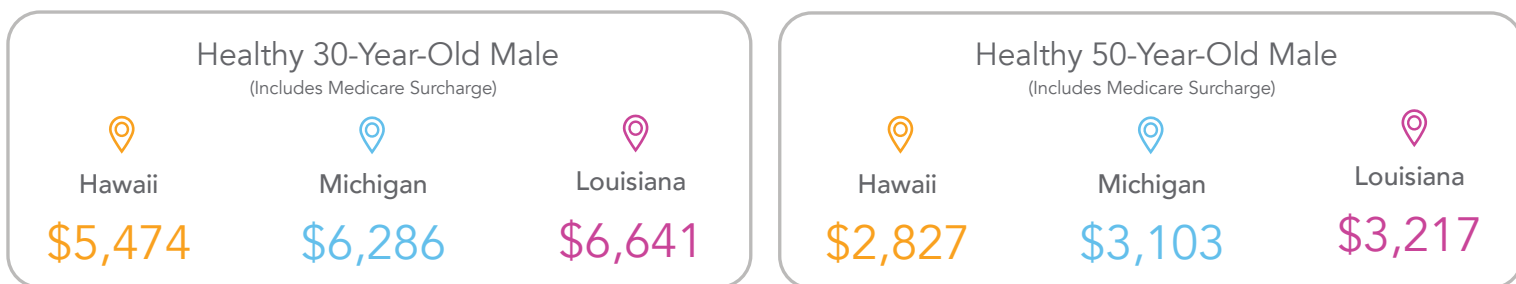 Healthy 30-Year-Old Male
(Includes Medicare Surcharge)
Hawaii
Michigan
Louisiana
$5,474
$6,286
$6,641
Healthy 50-Year-Old Male
(Includes Medicare Surcharge)
Hawaii
Michigan
Louisiana
$2,827
$3,103
$3,217